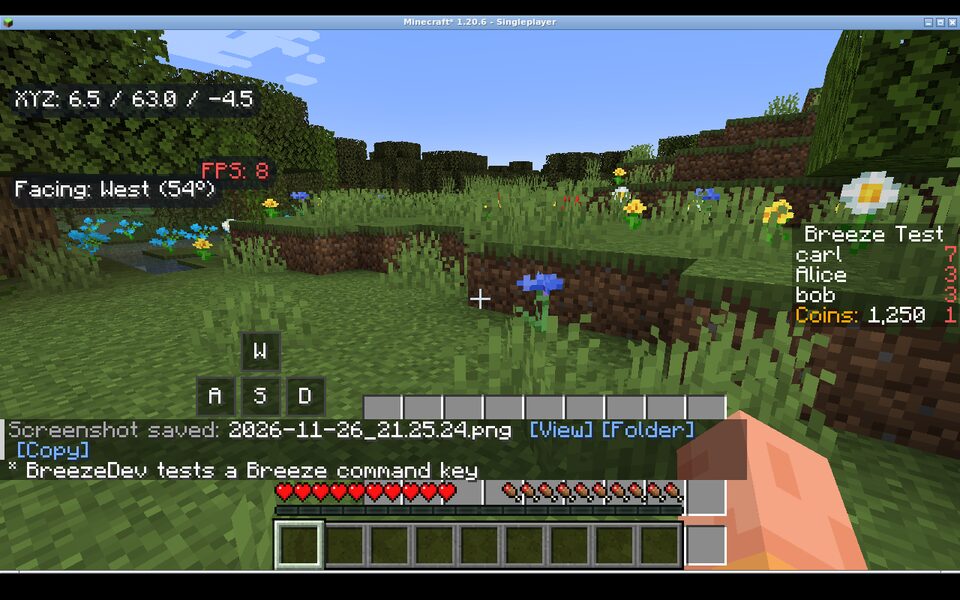 Minecraft* 1.20.6 - Singleplayer
XYZ: 6.5 / 63.0 / -4.5
FPS: 8
Facing: West (54°)
Breeze Test
carl 7
Alice 3
bob 3
Coins: 1,250 1
W
A S D
Screenshot saved: 2026-11-26_21.25.24.png [View] [Folder]
[Copy]
* BreezeDev tests a Breeze command key